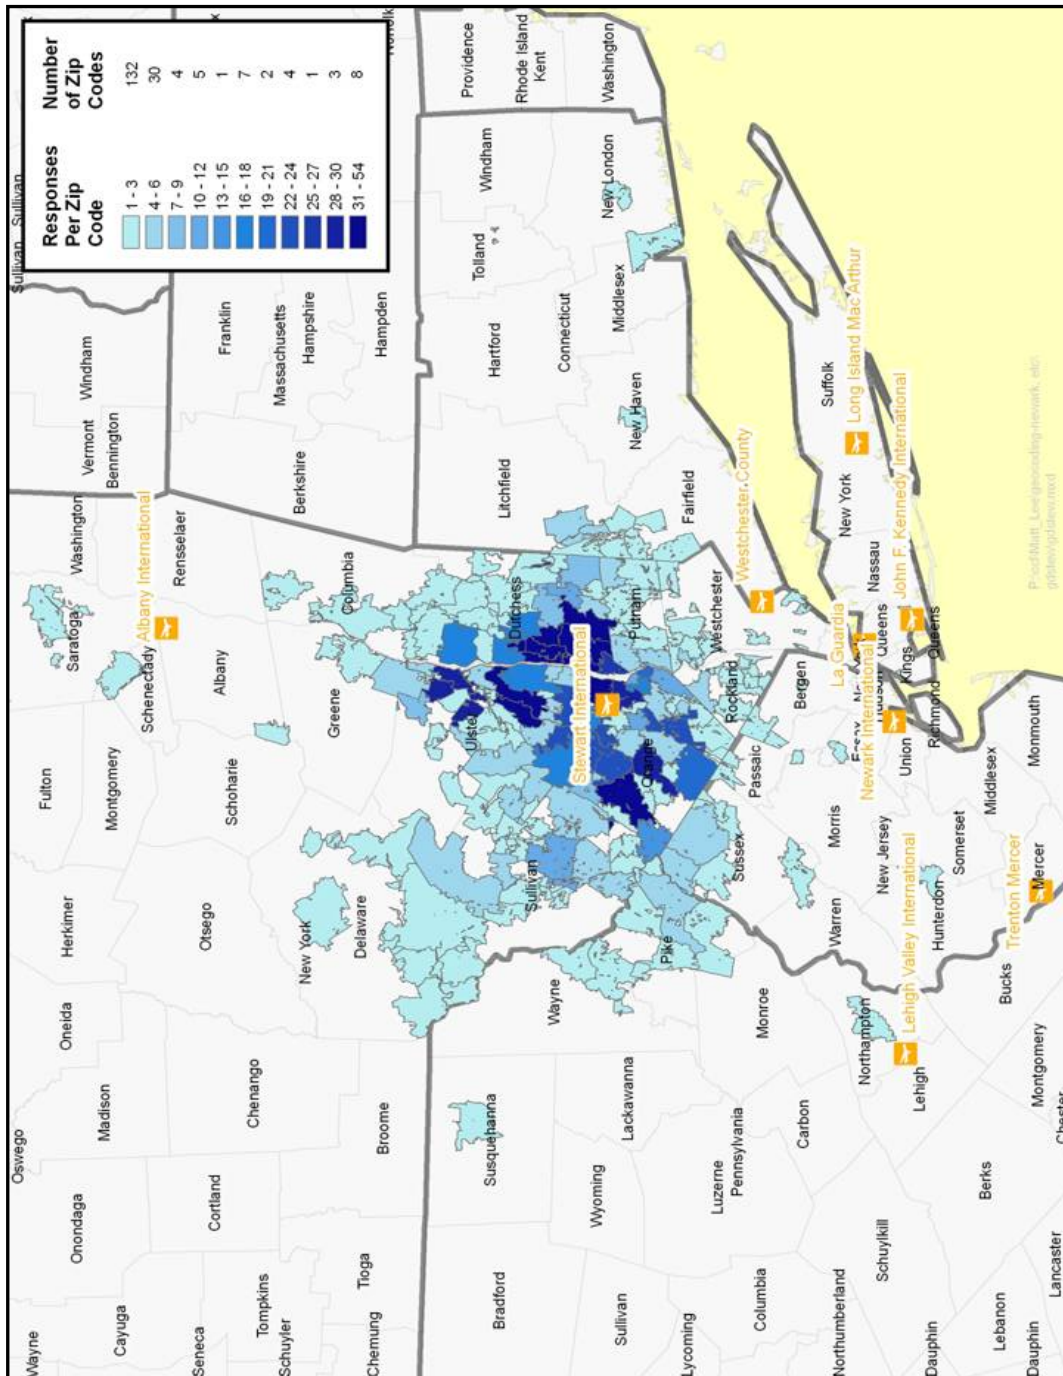 Oswego
Sullivan
Sullivan
Wayne
Onondaga
Madison
Oneida
Herkimer
Fulton
Saratoga
Washington
Vermont
Windham
Cayuga
Montgomery
Bennington
Responses Per Zip Code
Number of Zip Codes
1 - 3 132
4 - 6 30
7 - 9 4
10 - 12 5
13 - 15 1
16 - 18 7
19 - 21 2
22 - 24 4
25 - 27 1
28 - 30 3
31 - 54 8
Schenectady
Albany International
Rensselaer
Seneca
Cortland
Chenango
Otsego
Schoharie
Albany
Franklin
Tompkins
Schuyler
Massachusetts
Hampshire
Berkshire
New York
Greene
Columbia
Chemung
Tioga
Broome
Delaware
Hampden
Norfolk
Providence
Bradford
Susquehanna
Ulster
Litchfield
Hartford
Tolland
Windham
Rhode Island
Kent
Wayne
Sullivan
Dutchess
Connecticut
Stewart International
Wyoming
Sullivan
Lackawanna
Middlesex
New London
Washington
Pike
Orange
Putnam
New Haven
Lycoming
Luzerne
Pennsylvania
Fairfield
Westchester
Rockland
Sussex
Passaic
Westchester County
Columbia
Monroe
Carbon
Bergen
Northumberland
Warren
Morris
La Guardia
Suffolk
New York
Long Island Mac Arthur
Northampton
Newark International
Schuylkill
Lehigh Valley International
New Jersey
Nassau
Queens
John F. Kennedy International
Lehigh
Union
Kings
Dauphin
Hunterdon
Somerset
Richmond
Queens
Berks
Lebanon
Bucks
Trenton Mercer
Middlesex
Dauphin
Montgomery
Mercer
Monmouth
Lancaster
Chester